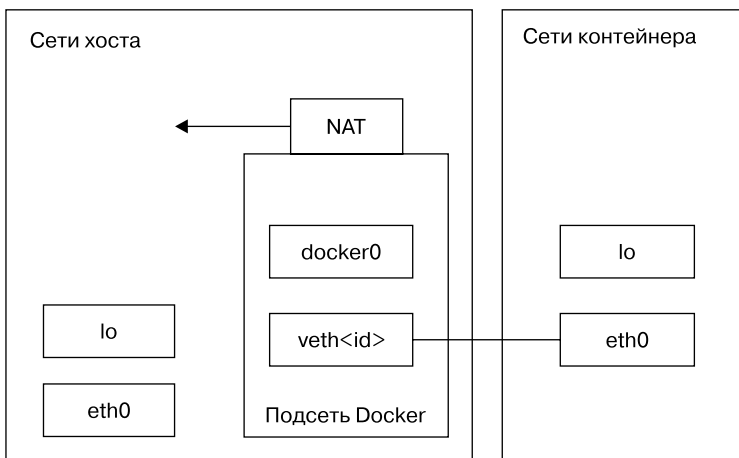 Сети хоста
Сети контейнера
NAT
docker0
lo
veth<id>
lo
eth0
eth0
Подсеть Docker